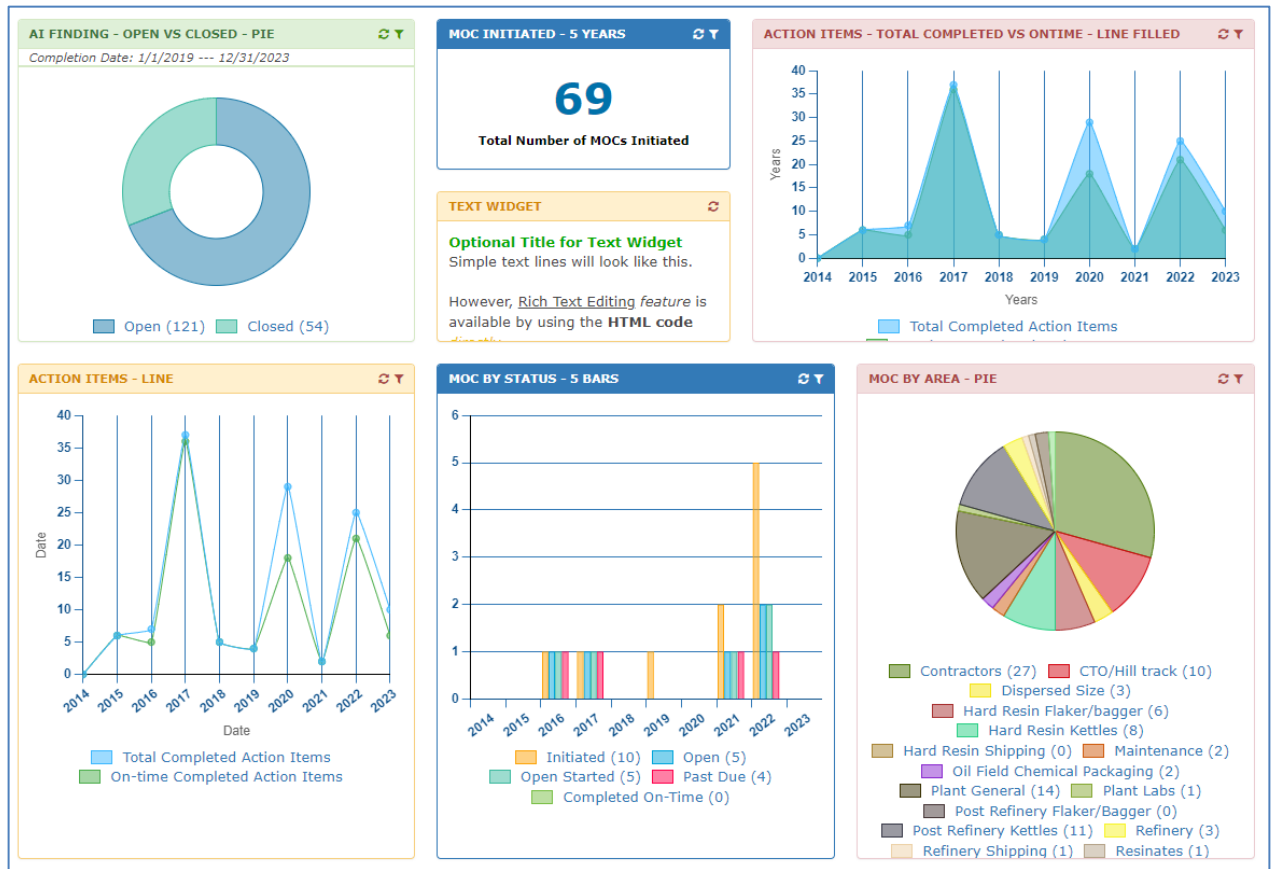 AI FINDING - OPEN VS CLOSED - PIE
Completion Date: 1/1/2019 --- 12/31/2023
Open (121) Closed (54)
MOC INITIATED - 5 YEARS
69
Total Number of MOCs Initiated
TEXT WIDGET
Optional Title for Text Widget
Simple text lines will look like this.
However, Rich Text Editing feature is
available by using the HTML code
ACTION ITEMS - TOTAL COMPLETED VS ONTIME - LINE FILLED
40
35
30
25
20
15
10
5
0
Years
2014 2015 2016 2017 2018 2019 2020 2021 2022 2023
Years
Total Completed Action Items
ACTION ITEMS - LINE
40
35
30
25
20
15
10
5
0
Date
2014 2015 2016 2017 2018 2019 2020 2021 2022 2023
Date
Total Completed Action Items
On-time Completed Action Items
MOC BY STATUS - 5 BARS
6
5
4
3
2
1
0
2014 2015 2016 2017 2018 2019 2020 2021 2022 2023
Initiated (10) Open (5)
Open Started (5) Past Due (4)
Completed On-Time (0)
MOC BY AREA - PIE
Contractors (27) CTO/Hill track (10)
Dispersed Size (3)
Hard Resin Flaker/bagger (6)
Hard Resin Kettles (8)
Hard Resin Shipping (0) Maintenance (2)
Oil Field Chemical Packaging (2)
Plant General (14) Plant Labs (1)
Post Refinery Flaker/Bagger (0)
Post Refinery Kettles (11) Refinery (3)
Refinery Shipping (1) Resinates (1)